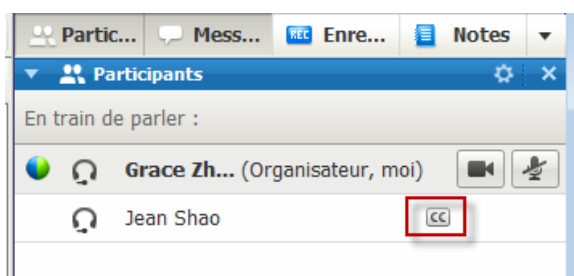 Partic... Mess... REC Enre... Notes
Participants
En train de parler :
Grace Zh... (Organisateur, moi)
Jean Shao CC